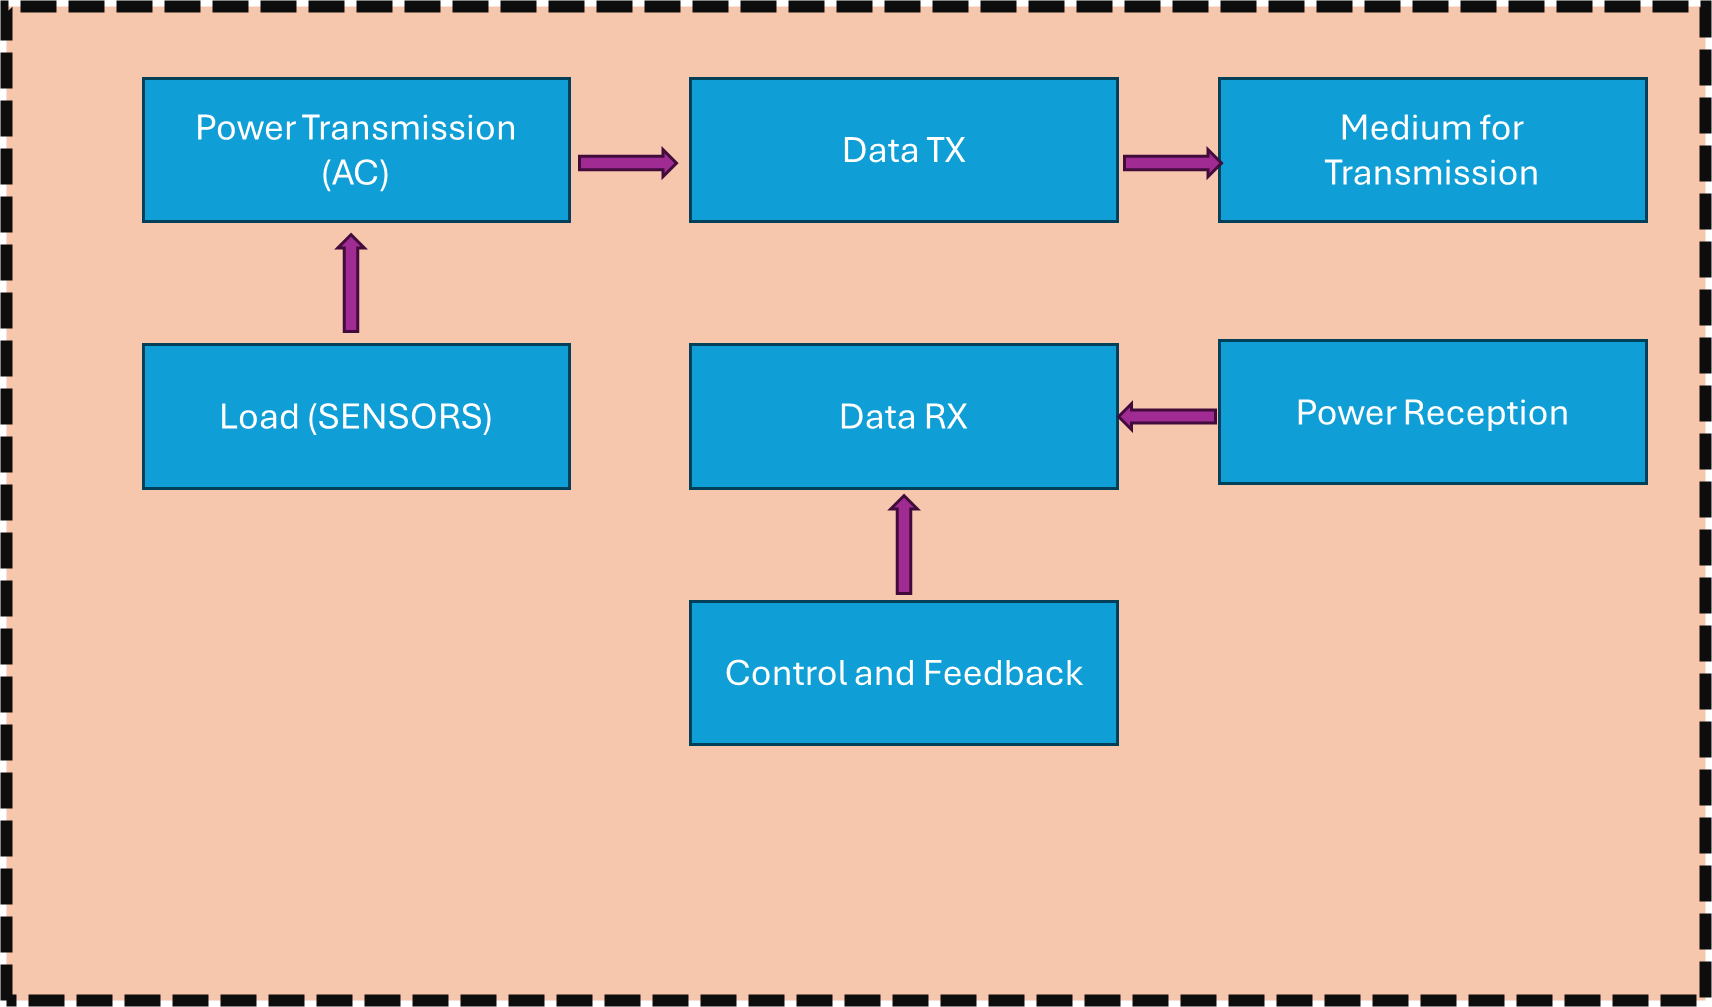 Power Transmission
(AC)
Data TX
Medium for
Transmission
Load (SENSORS)
Data RX
Power Reception
Control and Feedback